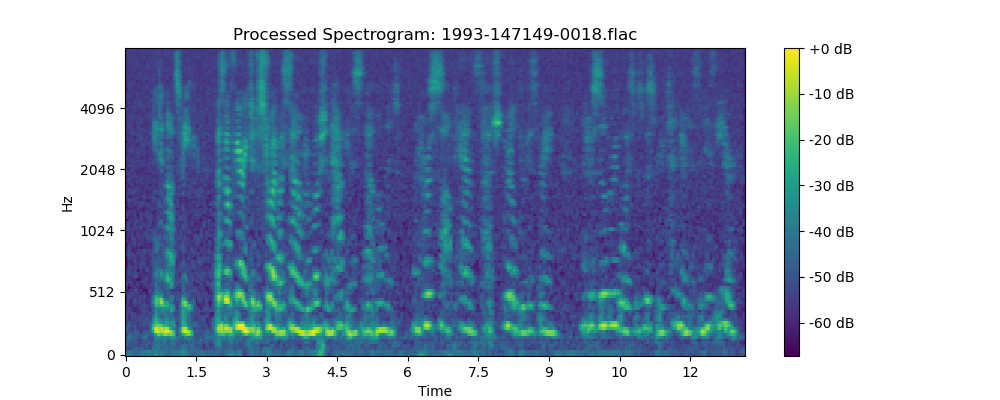 Processed Spectrogram: 1993-147149-0018.flac
Hz
4096
2048
1024
512
0
0 1.5 3 4.5 6 7.5 9 10 12
Time
+0 dB
-10 dB
-20 dB
-30 dB
-40 dB
-50 dB
-60 dB